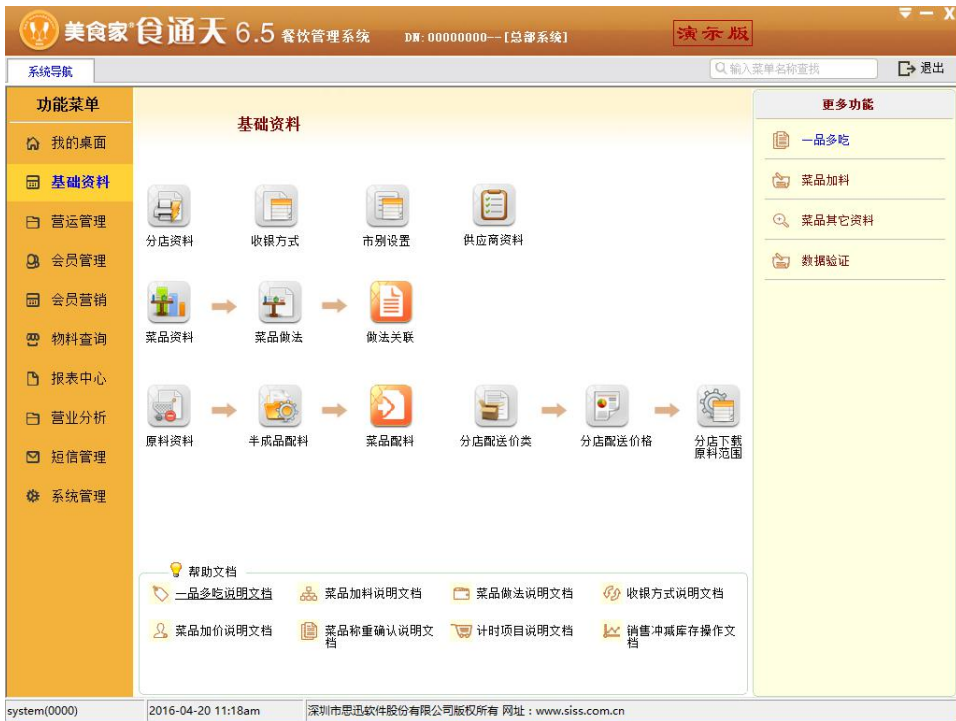 美食家®食通天 6.5 餐饮管理系统 DN:00000000--[总部系统] 演示版
系统导航 输入菜单名称查找 退出
功能菜单
我的桌面
基础资料
营运管理
会员管理
会员营销
物料查询
报表中心
营业分析
短信管理
系统管理
基础资料
分店资料 收银方式 市别设置 供应商资料
菜品资料 菜品做法 做法关联
原料资料 半成品配料 菜品配料 分店配送价类 分店配送价格 分店下载
原料范围
帮助文档
一品多吃说明文档 菜品加料说明文档 菜品做法说明文档 收银方式说明文档
菜品加价说明文档 菜品称重确认说明文 计时项目说明文档 销售冲减库存操作文
档 档
更多功能
一品多吃
菜品加料
菜品其它资料
数据验证
system(0000) 2016-04-20 11:18am 深圳市思迅软件股份有限公司版权所有 网址：www.siss.com.cn